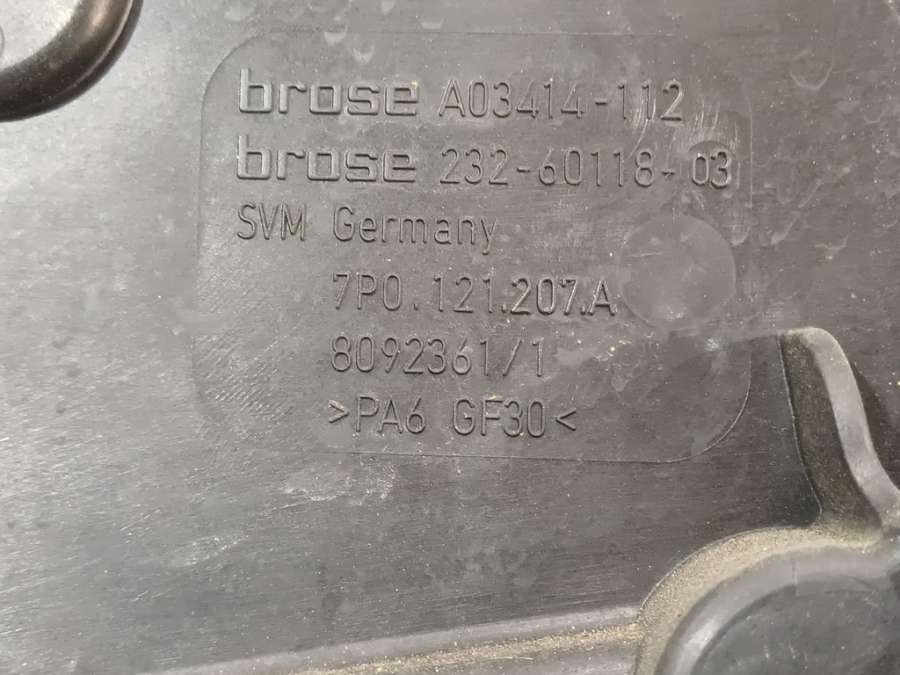 brose A03414-112
brose 232-60118-03
SVM Germany
7P0.121.207.A
8092361/1
>PA6 GF30<